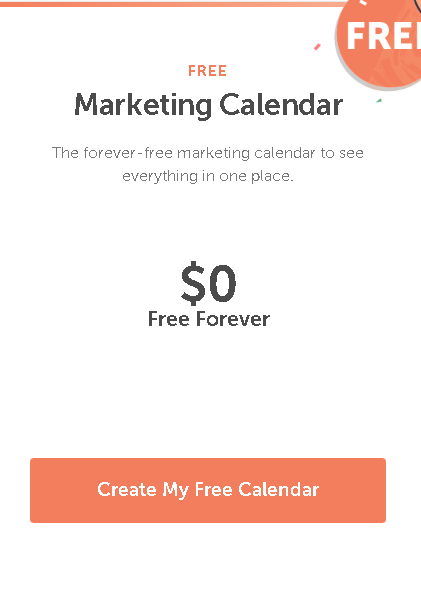 FREE
FREE
Marketing Calendar
The forever-free marketing calendar to see
everything in one place.
$0
Free Forever
Create My Free Calendar